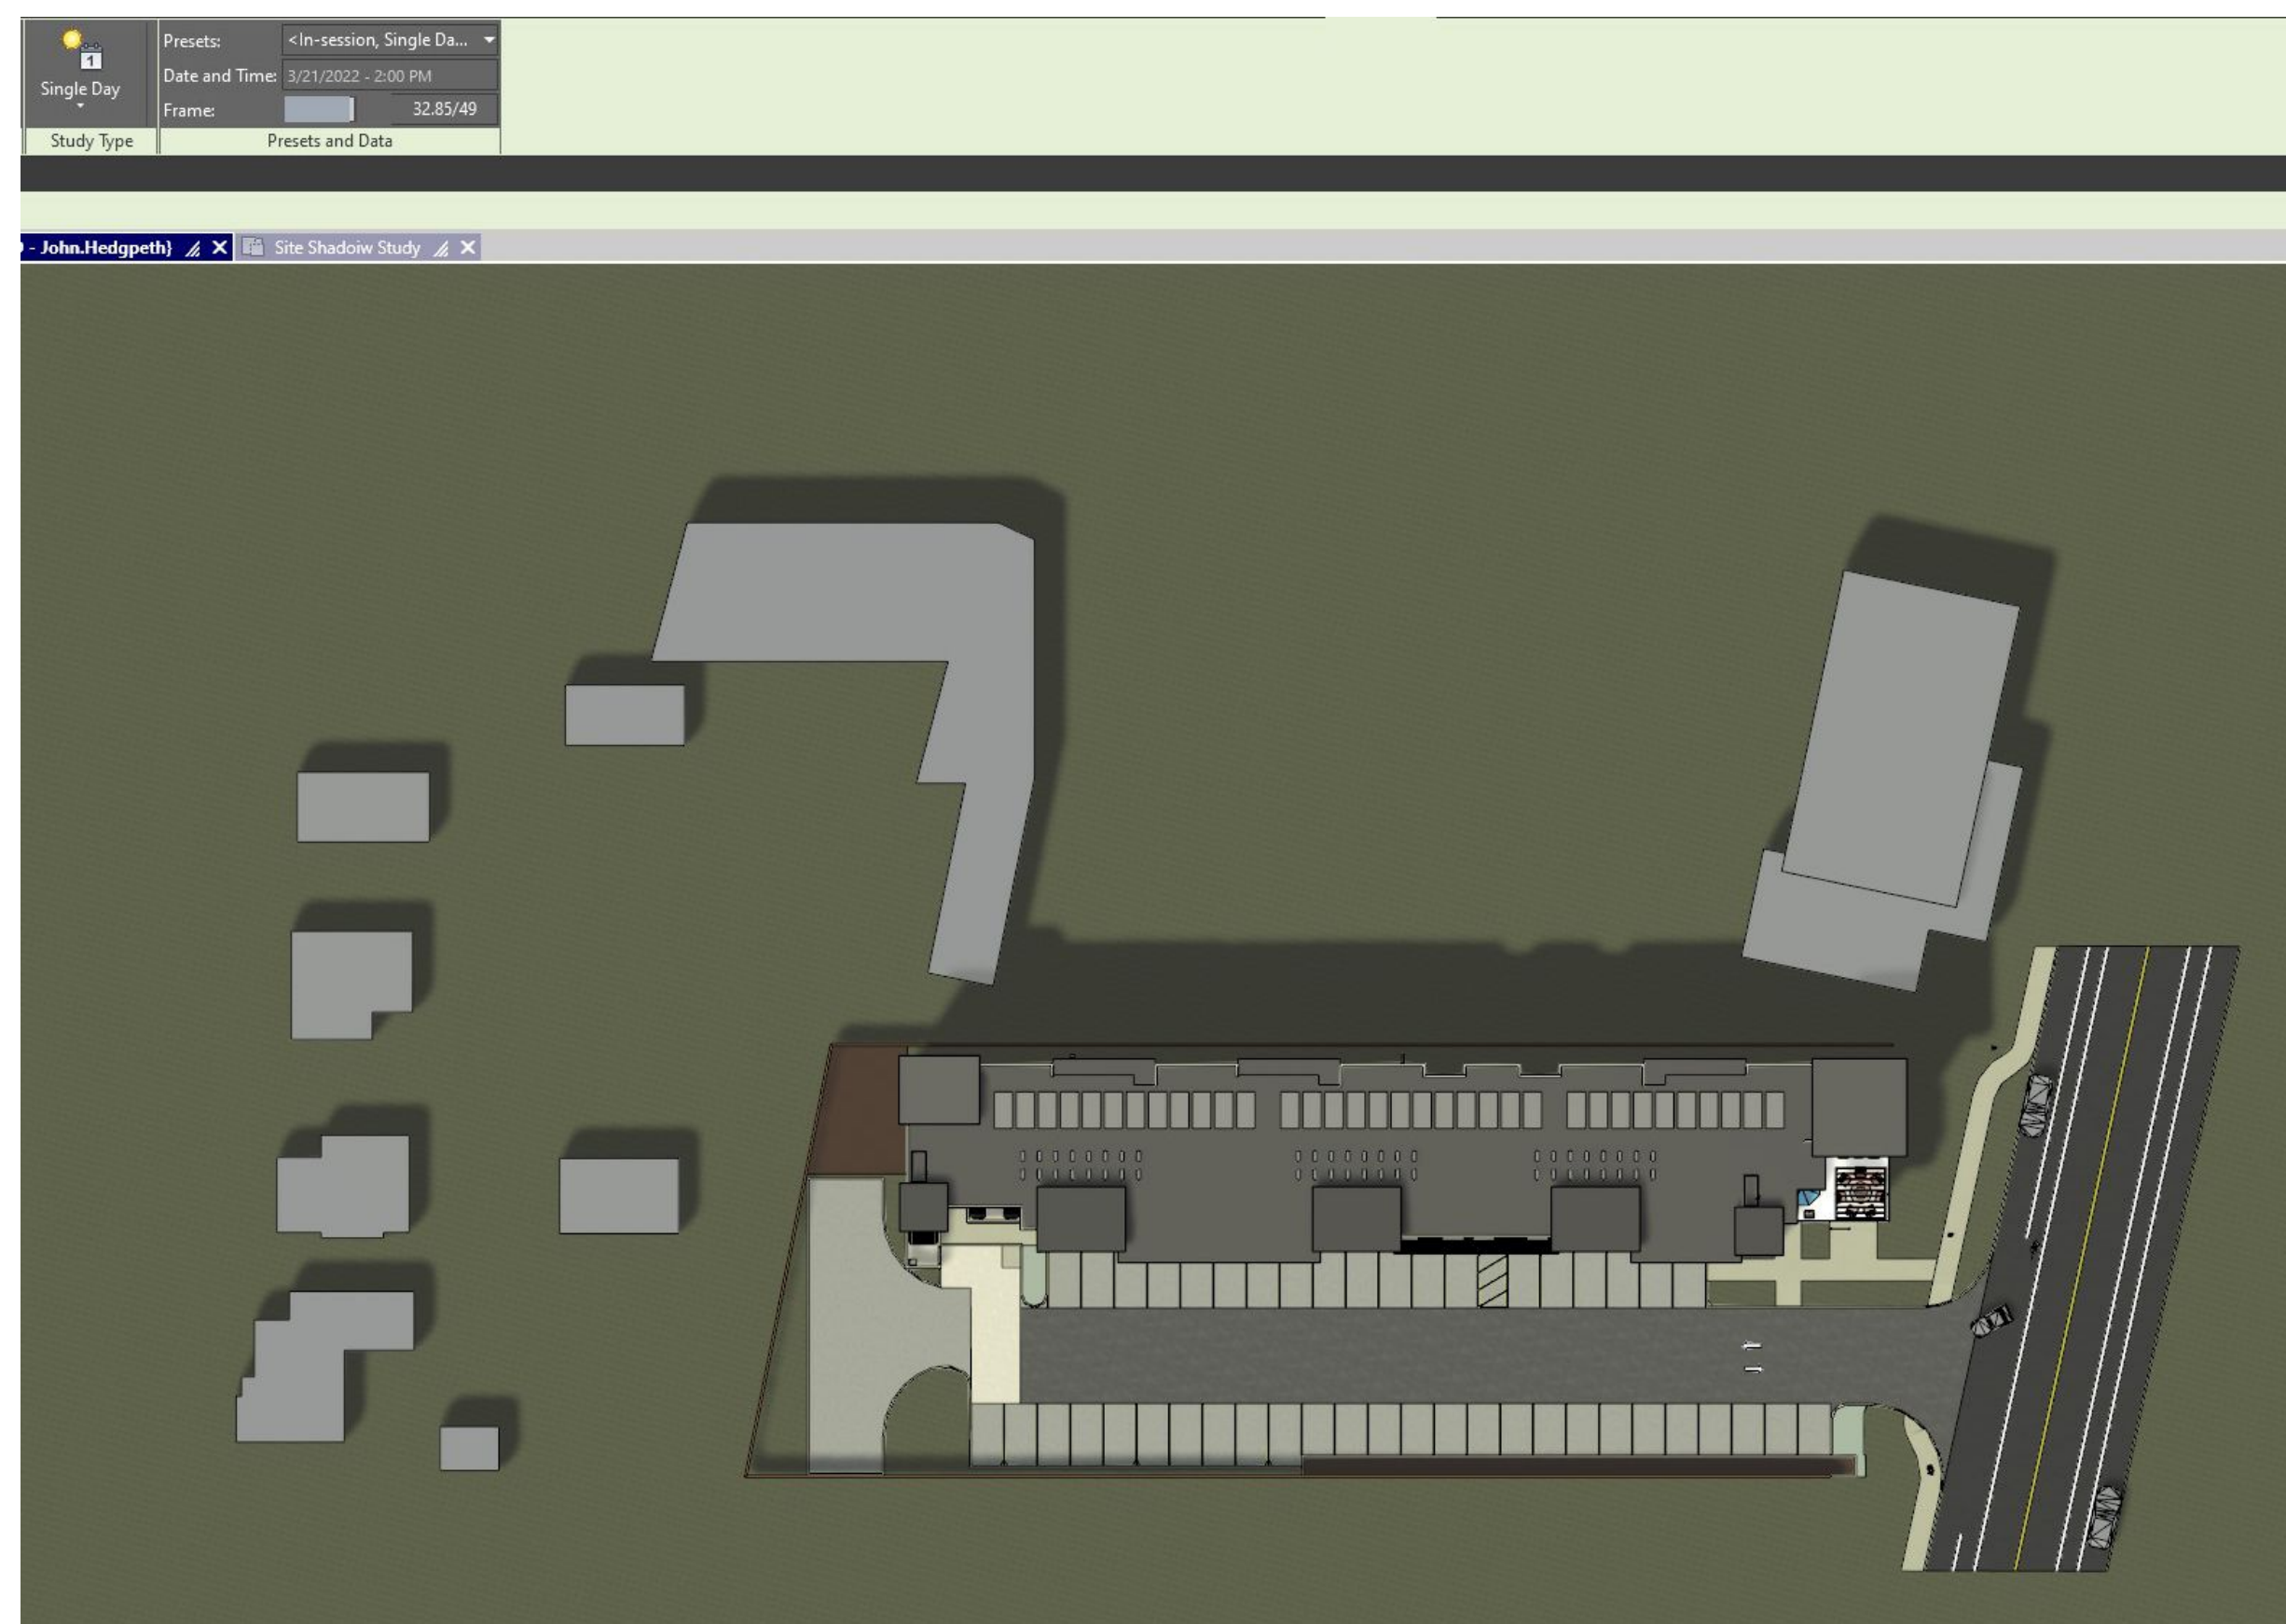 Presets:
<In-session, Single Da...
1
Date and Time:
3/21/2022 - 2:00 PM
Single Day
Frame:
32.85/49
Study Type
Presets and Data
- John.Hedgpeth}
Site Shadoiw Study